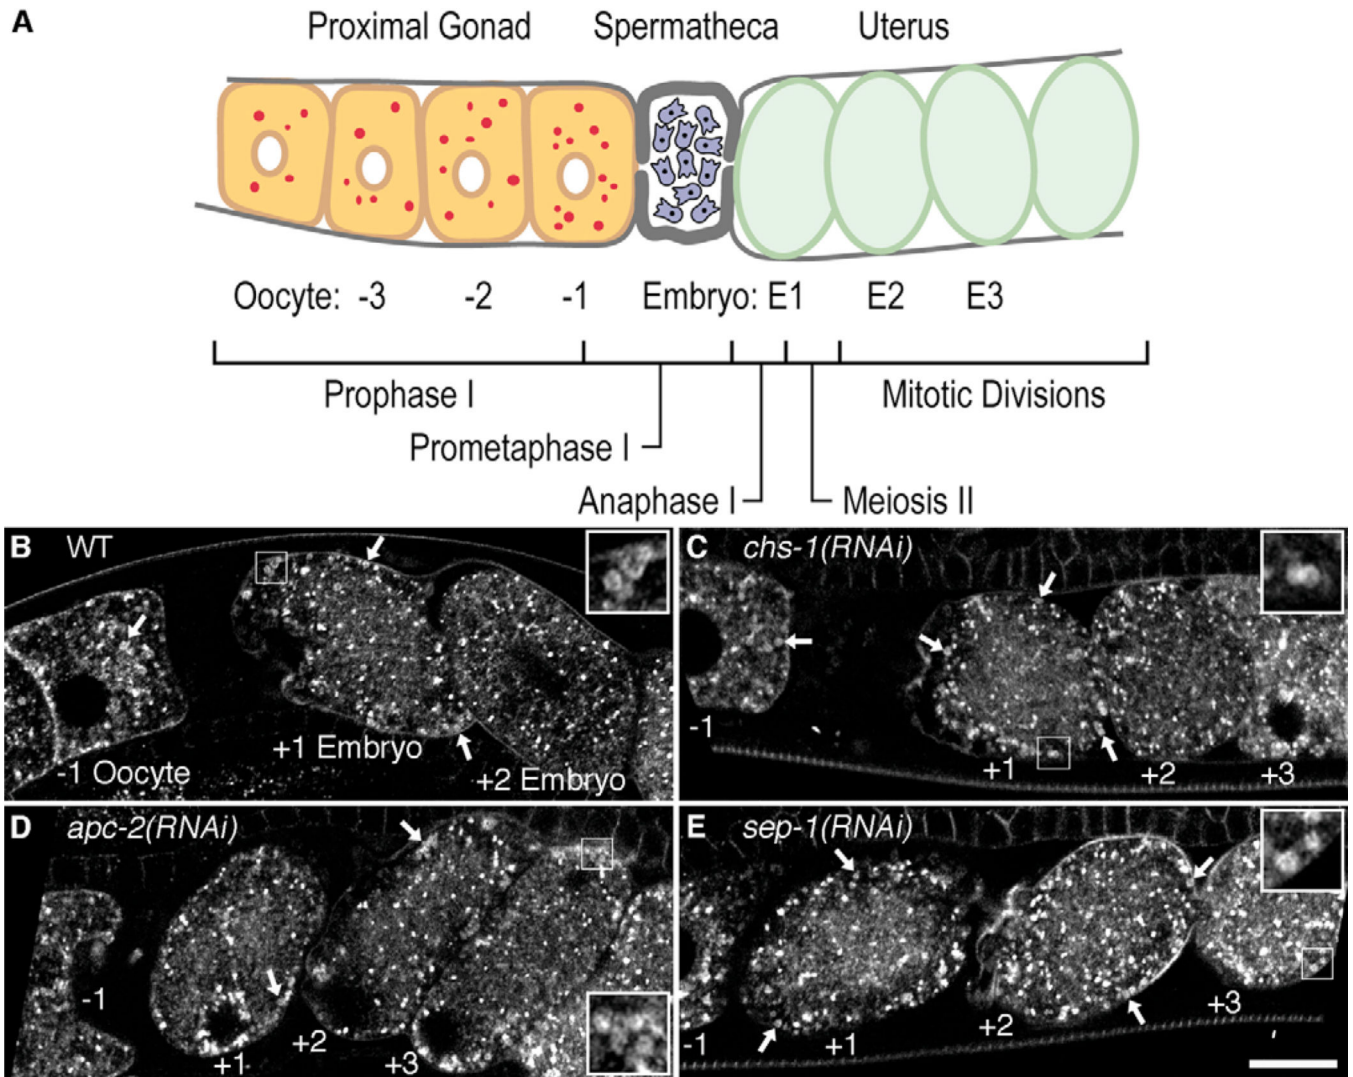 A
Proximal Gonad Spermatheca Uterus
Oocyte: -3 -2 -1 Embryo: E1 E2 E3
Prophase I Mitotic Divisions
Prometaphase I
Anaphase I Meiosis II
B WT
-1 Oocyte
+1 Embryo
+2 Embryo
C chs-1(RNAi)
-1
+1 +2 +3
D apc-2(RNAi)
-1
+1 +2 +3
E sep-1(RNAi)
-1 +1 +2 +3